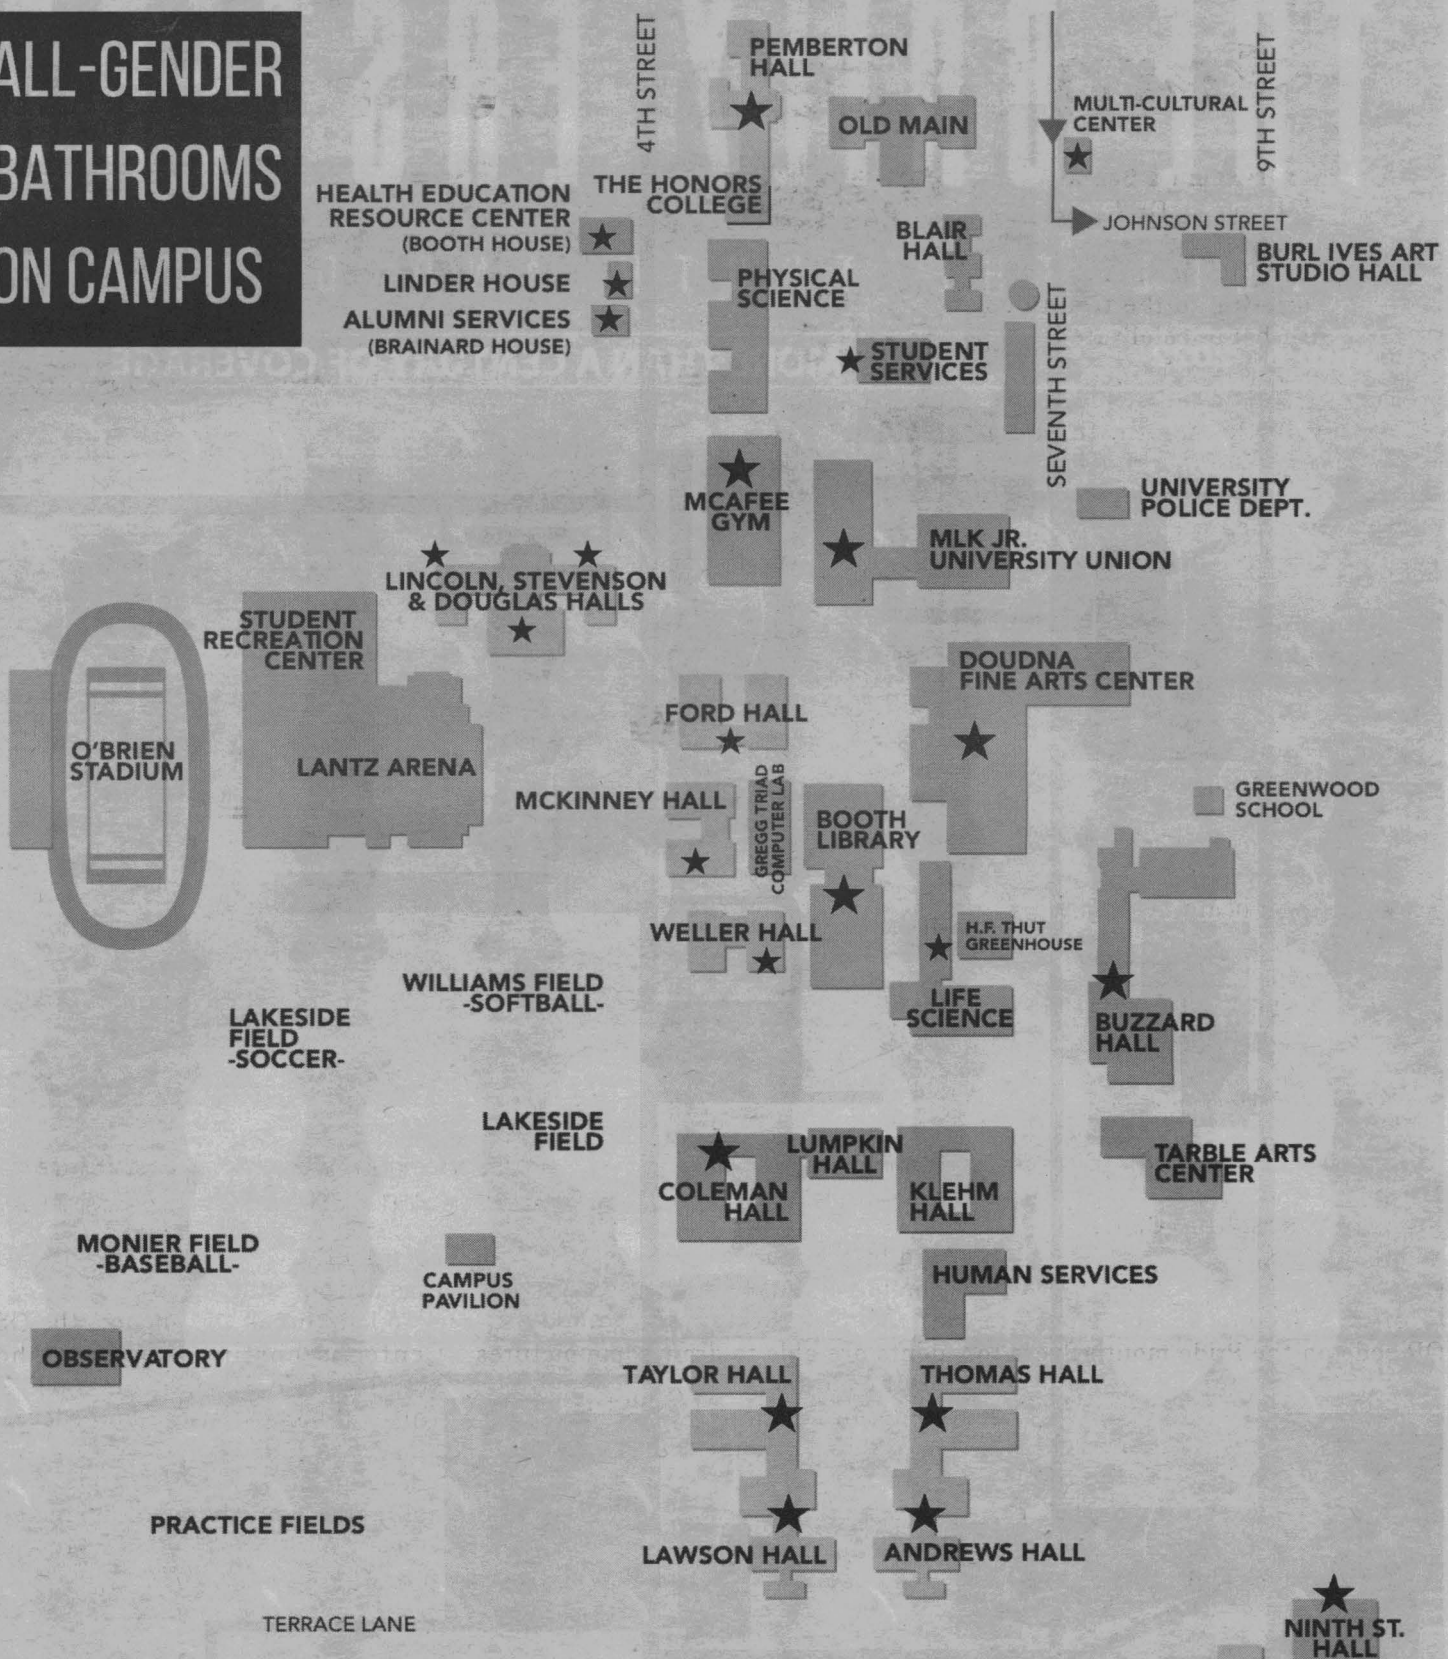 ALL-GENDER
BATHROOMS
ON CAMPUS
4TH STREET
PEMBERTON
HALL
OLD MAIN
MULTI-CULTURAL
CENTER
9TH STREET
HEALTH EDUCATION
RESOURCE CENTER
(BOOTH HOUSE)
THE HONORS
COLLEGE
JOHNSON STREET
BLAIR
HALL
BURL IVES ART
STUDIO HALL
LINDER HOUSE
PHYSICAL
SCIENCE
ALUMNI SERVICES
(BRAINARD HOUSE)
STUDENT
SERVICES
SEVENTH STREET
MCAFEE
GYM
UNIVERSITY
POLICE DEPT.
MLK JR.
UNIVERSITY UNION
LINCOLN, STEVENSON
& DOUGLAS HALLS
STUDENT
RECREATION
CENTER
DOUDNA
FINE ARTS CENTER
FORD HALL
O'BRIEN
STADIUM
LANTZ ARENA
MCKINNEY HALL
GREGG TRIAD
COMPUTER LAB
BOOTH
LIBRARY
GREENWOOD
SCHOOL
WELLER HALL
H.F. THUT
GREENHOUSE
WILLIAMS FIELD
-SOFTBALL-
LIFE
SCIENCE
LAKESIDE
FIELD
-SOCCER-
BUZZARD
HALL
LAKESIDE
FIELD
LUMPKIN
HALL
TARBLE ARTS
CENTER
COLEMAN
HALL
KLEHM
HALL
MONIER FIELD
-BASEBALL-
CAMPUS
PAVILION
HUMAN SERVICES
OBSERVATORY
TAYLOR HALL
THOMAS HALL
PRACTICE FIELDS
LAWSON HALL
ANDREWS HALL
TERRACE LANE
NINTH ST.
HALL